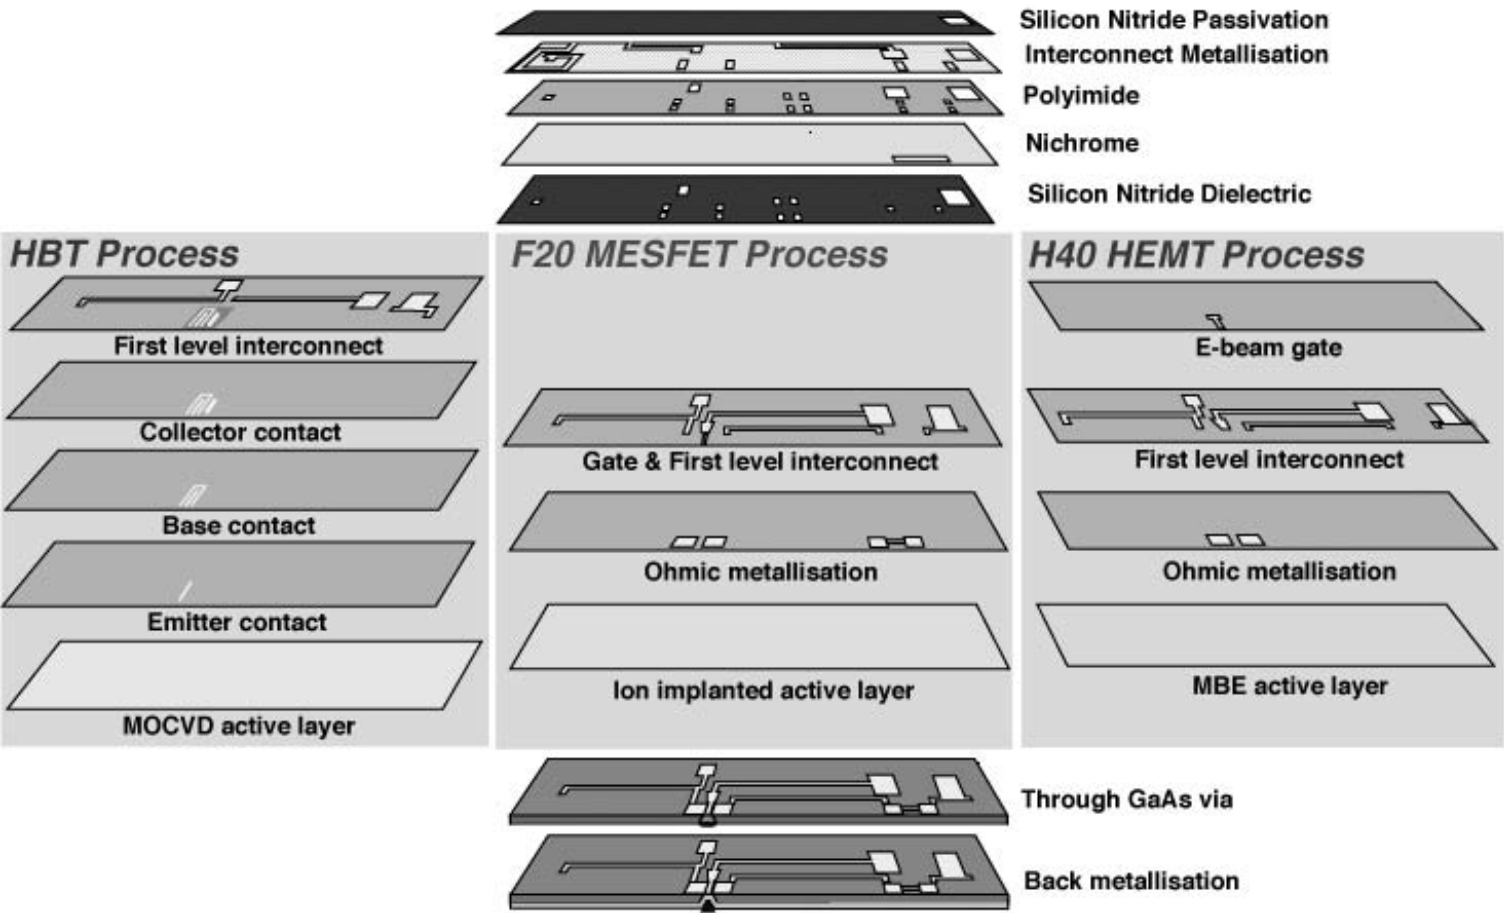 Silicon Nitride Passivation
Interconnect Metallisation
Polyimide
Nichrome
Silicon Nitride Dielectric
HBT Process
First level interconnect
Collector contact
Base contact
Emitter contact
MOCVD active layer
F20 MESFET Process
Gate & First level interconnect
Ohmic metallisation
Ion implanted active layer
H40 HEMT Process
E-beam gate
First level interconnect
Ohmic metallisation
MBE active layer
Through GaAs via
Back metallisation